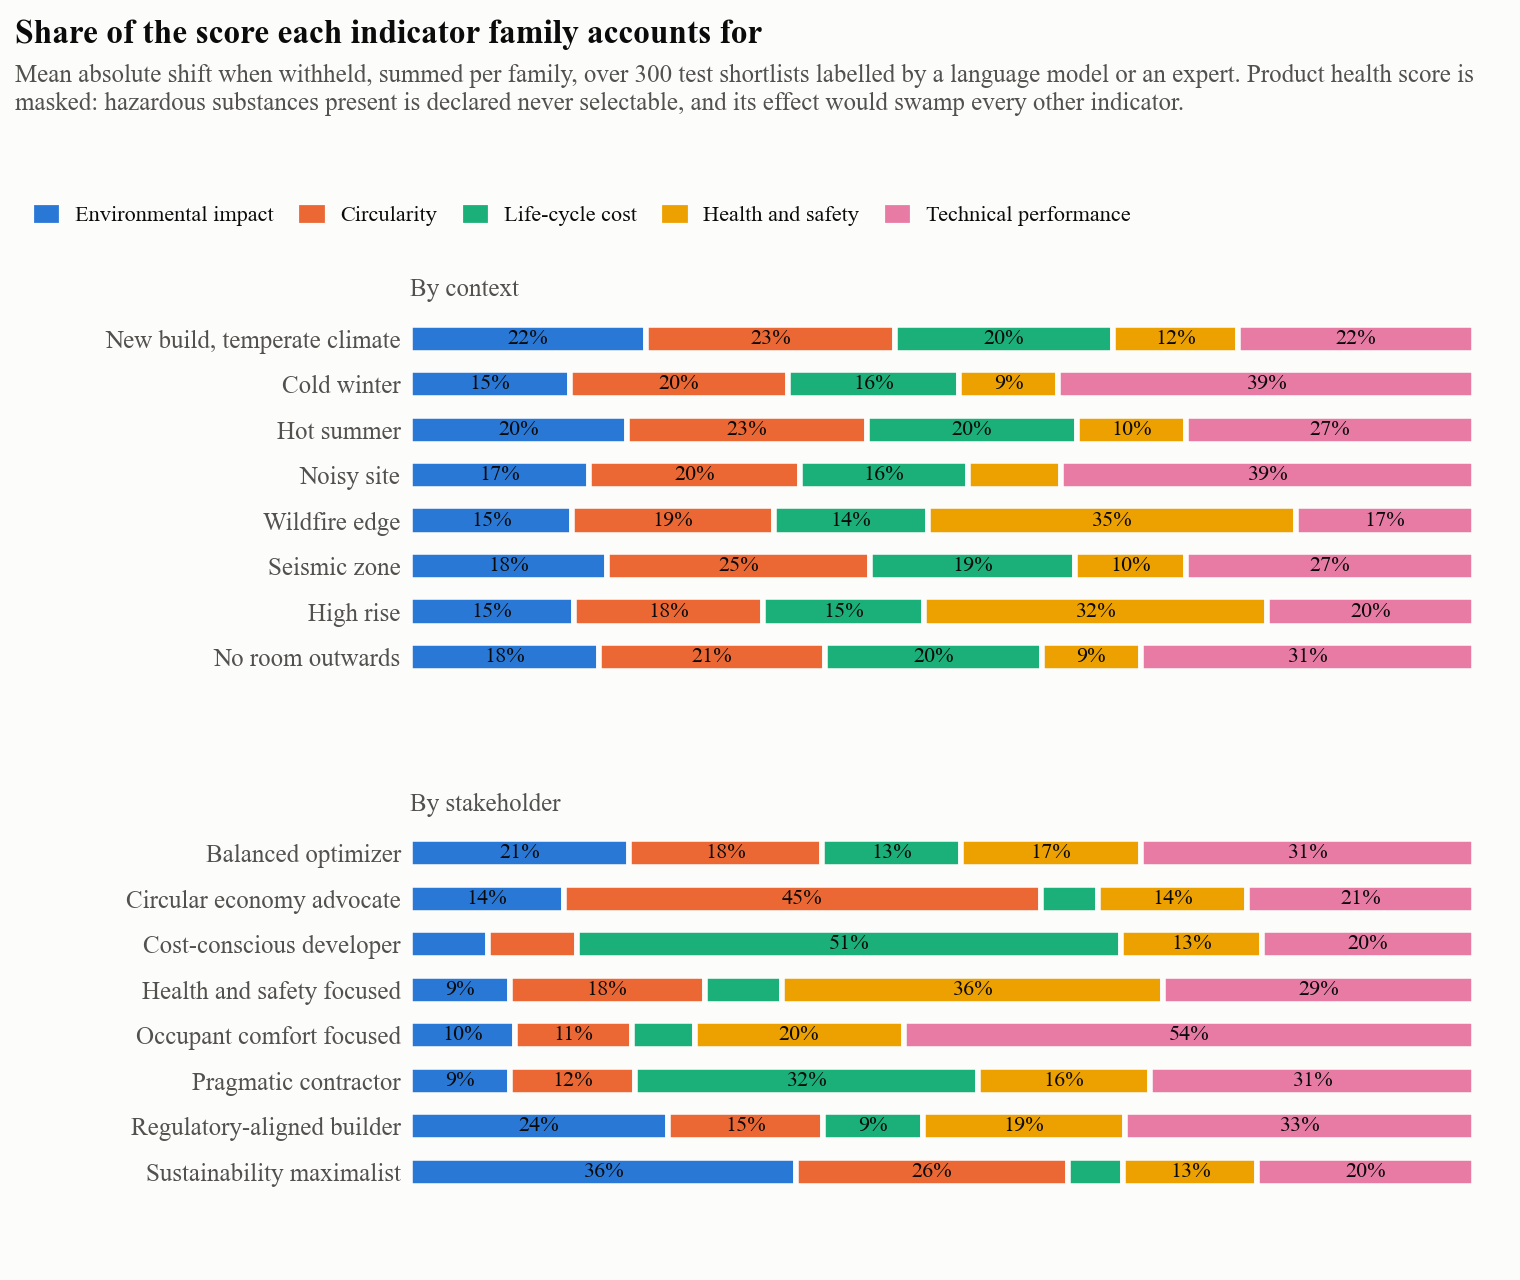 Share of the score each indicator family accounts for
Mean absolute shift when withheld, summed per family, over 300 test shortlists labelled by a language model or an expert. Product health score is
masked: hazardous substances present is declared never selectable, and its effect would swamp every other indicator.
Environmental impact Circularity Life-cycle cost Health and safety Technical performance
By context
New build, temperate climate 22% 23% 20% 12% 22%
Cold winter 15% 20% 16% 9% 39%
Hot summer 20% 23% 20% 10% 27%
Noisy site 17% 20% 16% 39%
Wildfire edge 15% 19% 14% 35% 17%
Seismic zone 18% 25% 19% 10% 27%
High rise 15% 18% 15% 32% 20%
No room outwards 18% 21% 20% 9% 31%
By stakeholder
Balanced optimizer 21% 18% 13% 17% 31%
Circular economy advocate 14% 45% 14% 21%
Cost-conscious developer 51% 13% 20%
Health and safety focused 9% 18% 36% 29%
Occupant comfort focused 10% 11% 20% 54%
Pragmatic contractor 9% 12% 32% 16% 31%
Regulatory-aligned builder 24% 15% 9% 19% 33%
Sustainability maximalist 36% 26% 13% 20%